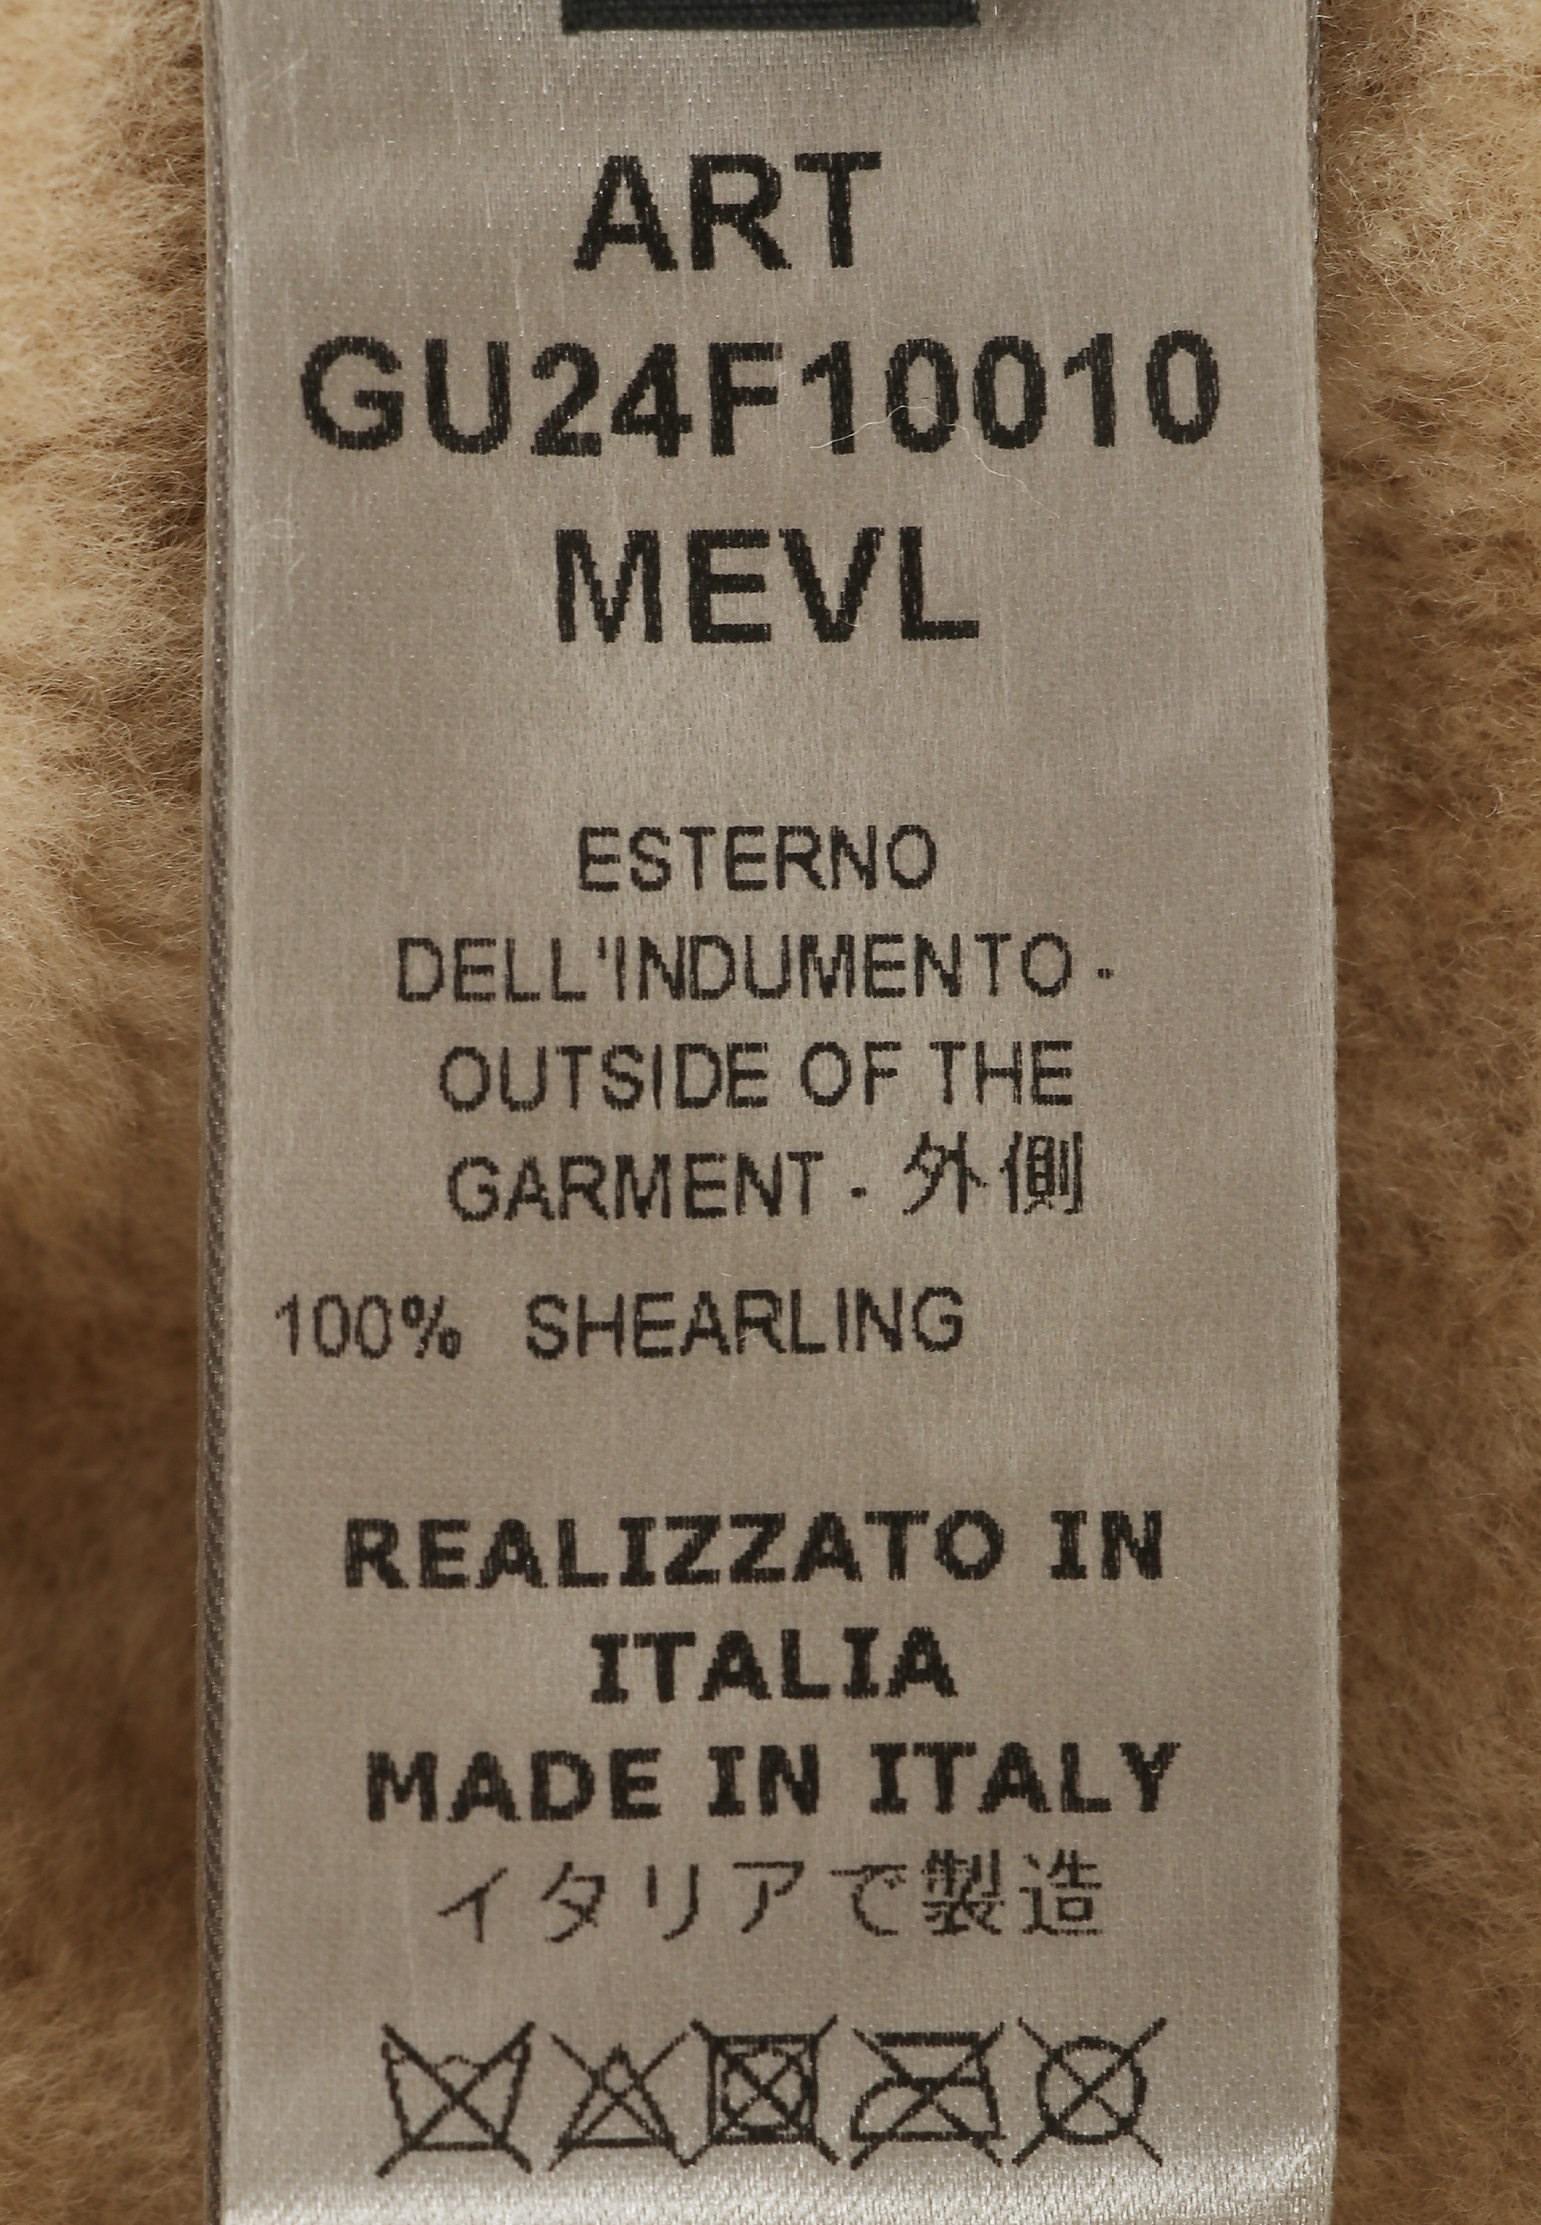 ART
GU24F10010
MEVL
ESTERNO
DELL'INDUMENTO -
OUTSIDE OF THE
GARMENT - 外側
100% SHEARLING
REALIZZATO IN
ITALIA
MADE IN ITALY
イタリアで製造